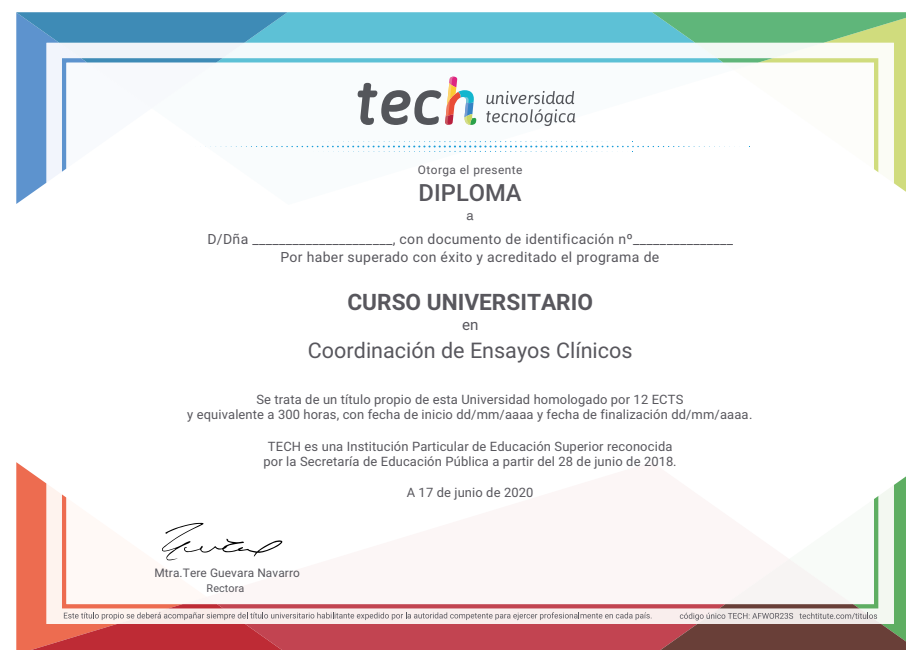 tech universidad
tecnológica
Otorga el presente
DIPLOMA
a
D/Dña _____________________, con documento de identificación nº_______________
Por haber superado con éxito y acreditado el programa de
CURSO UNIVERSITARIO
en
Coordinación de Ensayos Clínicos
Se trata de un título propio de esta Universidad homologado por 12 ECTS
y equivalente a 300 horas, con fecha de inicio dd/mm/aaaa y fecha de finalización dd/mm/aaaa.
TECH es una Institución Particular de Educación Superior reconocida
por la Secretaría de Educación Pública a partir del 28 de junio de 2018.
A 17 de junio de 2020
Mtra.Tere Guevara Navarro
Rectora
Este título propio se deberá acompañar siempre del título universitario habilitante expedido por la autoridad competente para ejercer profesionalmente en cada país. código único TECH: AFWOR23S techtitute.com/titulos